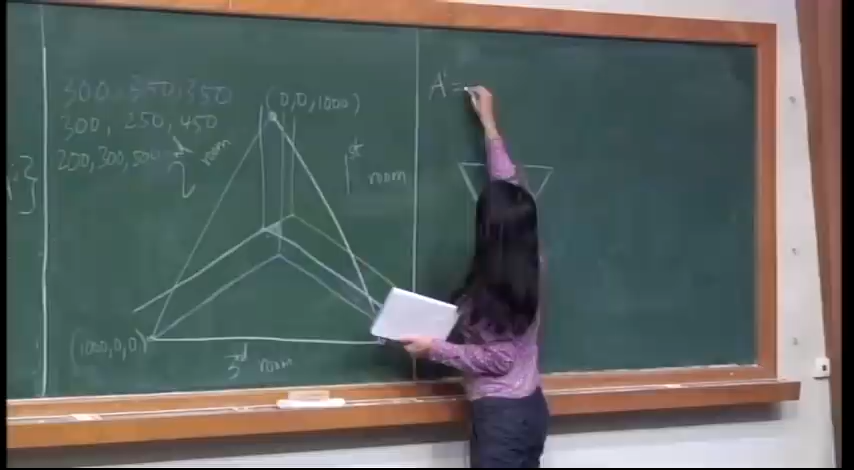 300, 350, 350
300, 250, 450
200, 300, 500
2nd room
(0,0,1000)
1st room
(1000,0,0)
3rd room
A' =